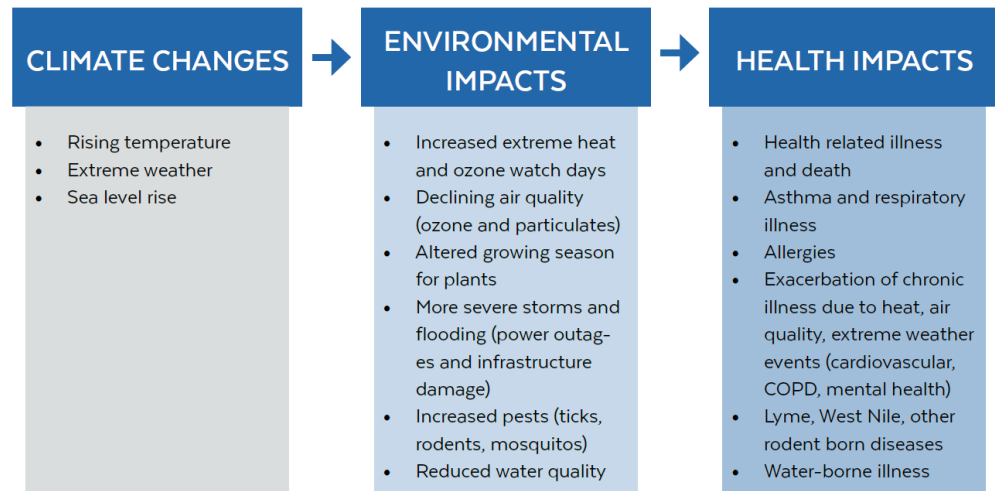 CLIMATE CHANGES
• Rising temperature
• Extreme weather
• Sea level rise
ENVIRONMENTAL
IMPACTS
• Increased extreme heat
and ozone watch days
• Declining air quality
(ozone and particulates)
• Altered growing season
for plants
• More severe storms and
flooding (power outag-
es and infrastructure
damage)
• Increased pests (ticks,
rodents, mosquitos)
• Reduced water quality
HEALTH IMPACTS
• Health related illness
and death
• Asthma and respiratory
illness
• Allergies
• Exacerbation of chronic
illness due to heat, air
quality, extreme weather
events (cardiovascular,
COPD, mental health)
• Lyme, West Nile, other
rodent born diseases
• Water-borne illness